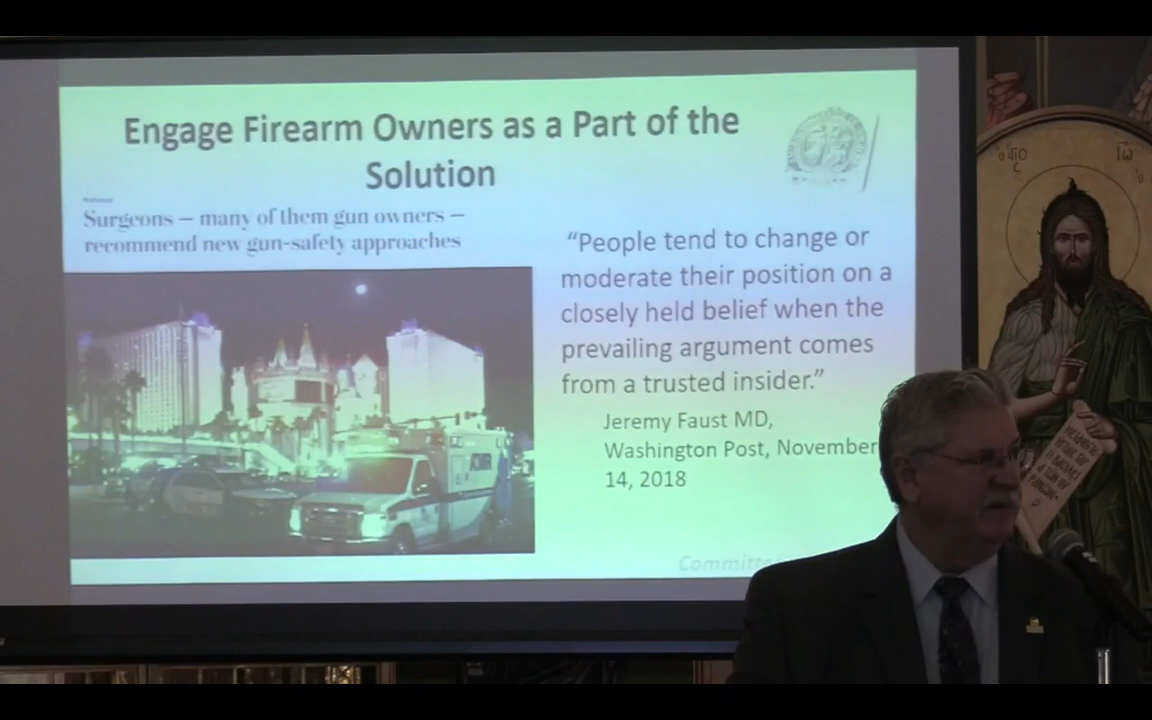 Engage Firearm Owners as a Part of the
Solution
Surgeons – many of them gun owners –
recommend new gun-safety approaches
“People tend to change or
moderate their position on a
closely held belief when the
prevailing argument comes
from a trusted insider.”
Jeremy Faust MD,
Washington Post, November
14, 2018